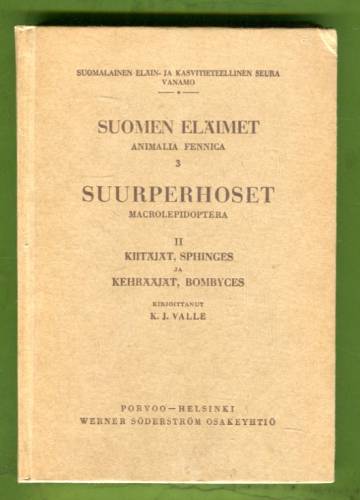 SUOMALAINEN ELÄIN- JA KASVITIETEELLINEN SEURA
VANAMO
SUOMEN ELÄIMET
ANIMALIA FENNICA
3
SUURPERHOSET
MACROLEPIDOPTERA
II
KIITÄJÄT, SPHINGES
JA
KEHRÄÄJÄT, BOMBYCES
KIRJOITTANUT
K. J. VALLE
PORVOO—HELSINKI
WERNER SÖDERSTRÖM OSAKEYHTIÖ